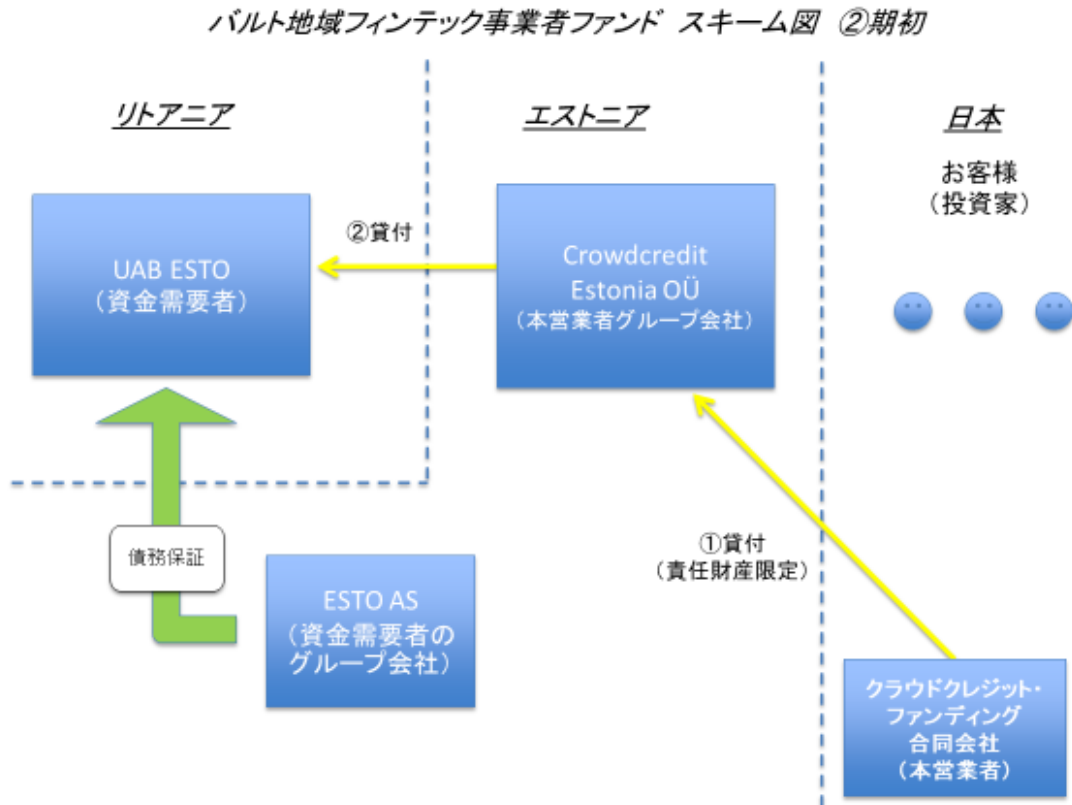 バルト地域フィンテック事業者ファンド スキーム図 ②期初
リトアニア
エストニア
日本
お客様
（投資家）
UAB ESTO
（資金需要者）
②貸付
Crowdcredit
Estonia OÜ
（本営業者グループ会社）
債務保証
ESTO AS
（資金需要者の
グループ会社）
①貸付
（責任財産限定）
クラウドクレジット・
ファンディング
合同会社
（本営業者）